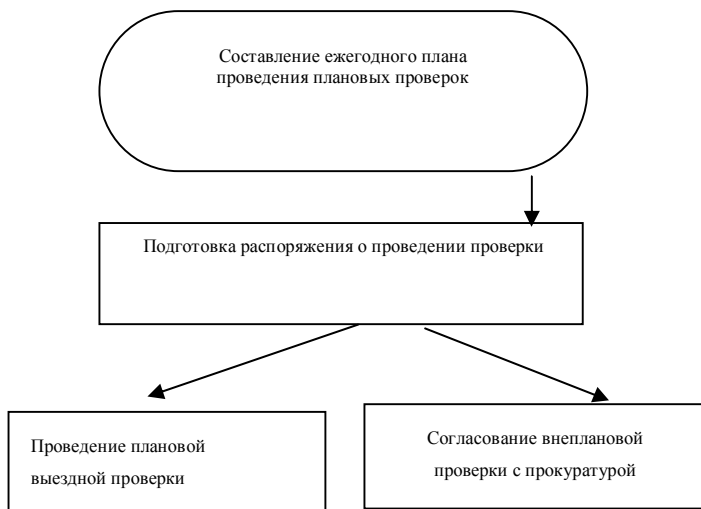 Составление ежегодного плана
проведения плановых проверок
Подготовка распоряжения о проведении проверки
Проведение плановой
выездной проверки
Согласование внеплановой
проверки с прокуратурой